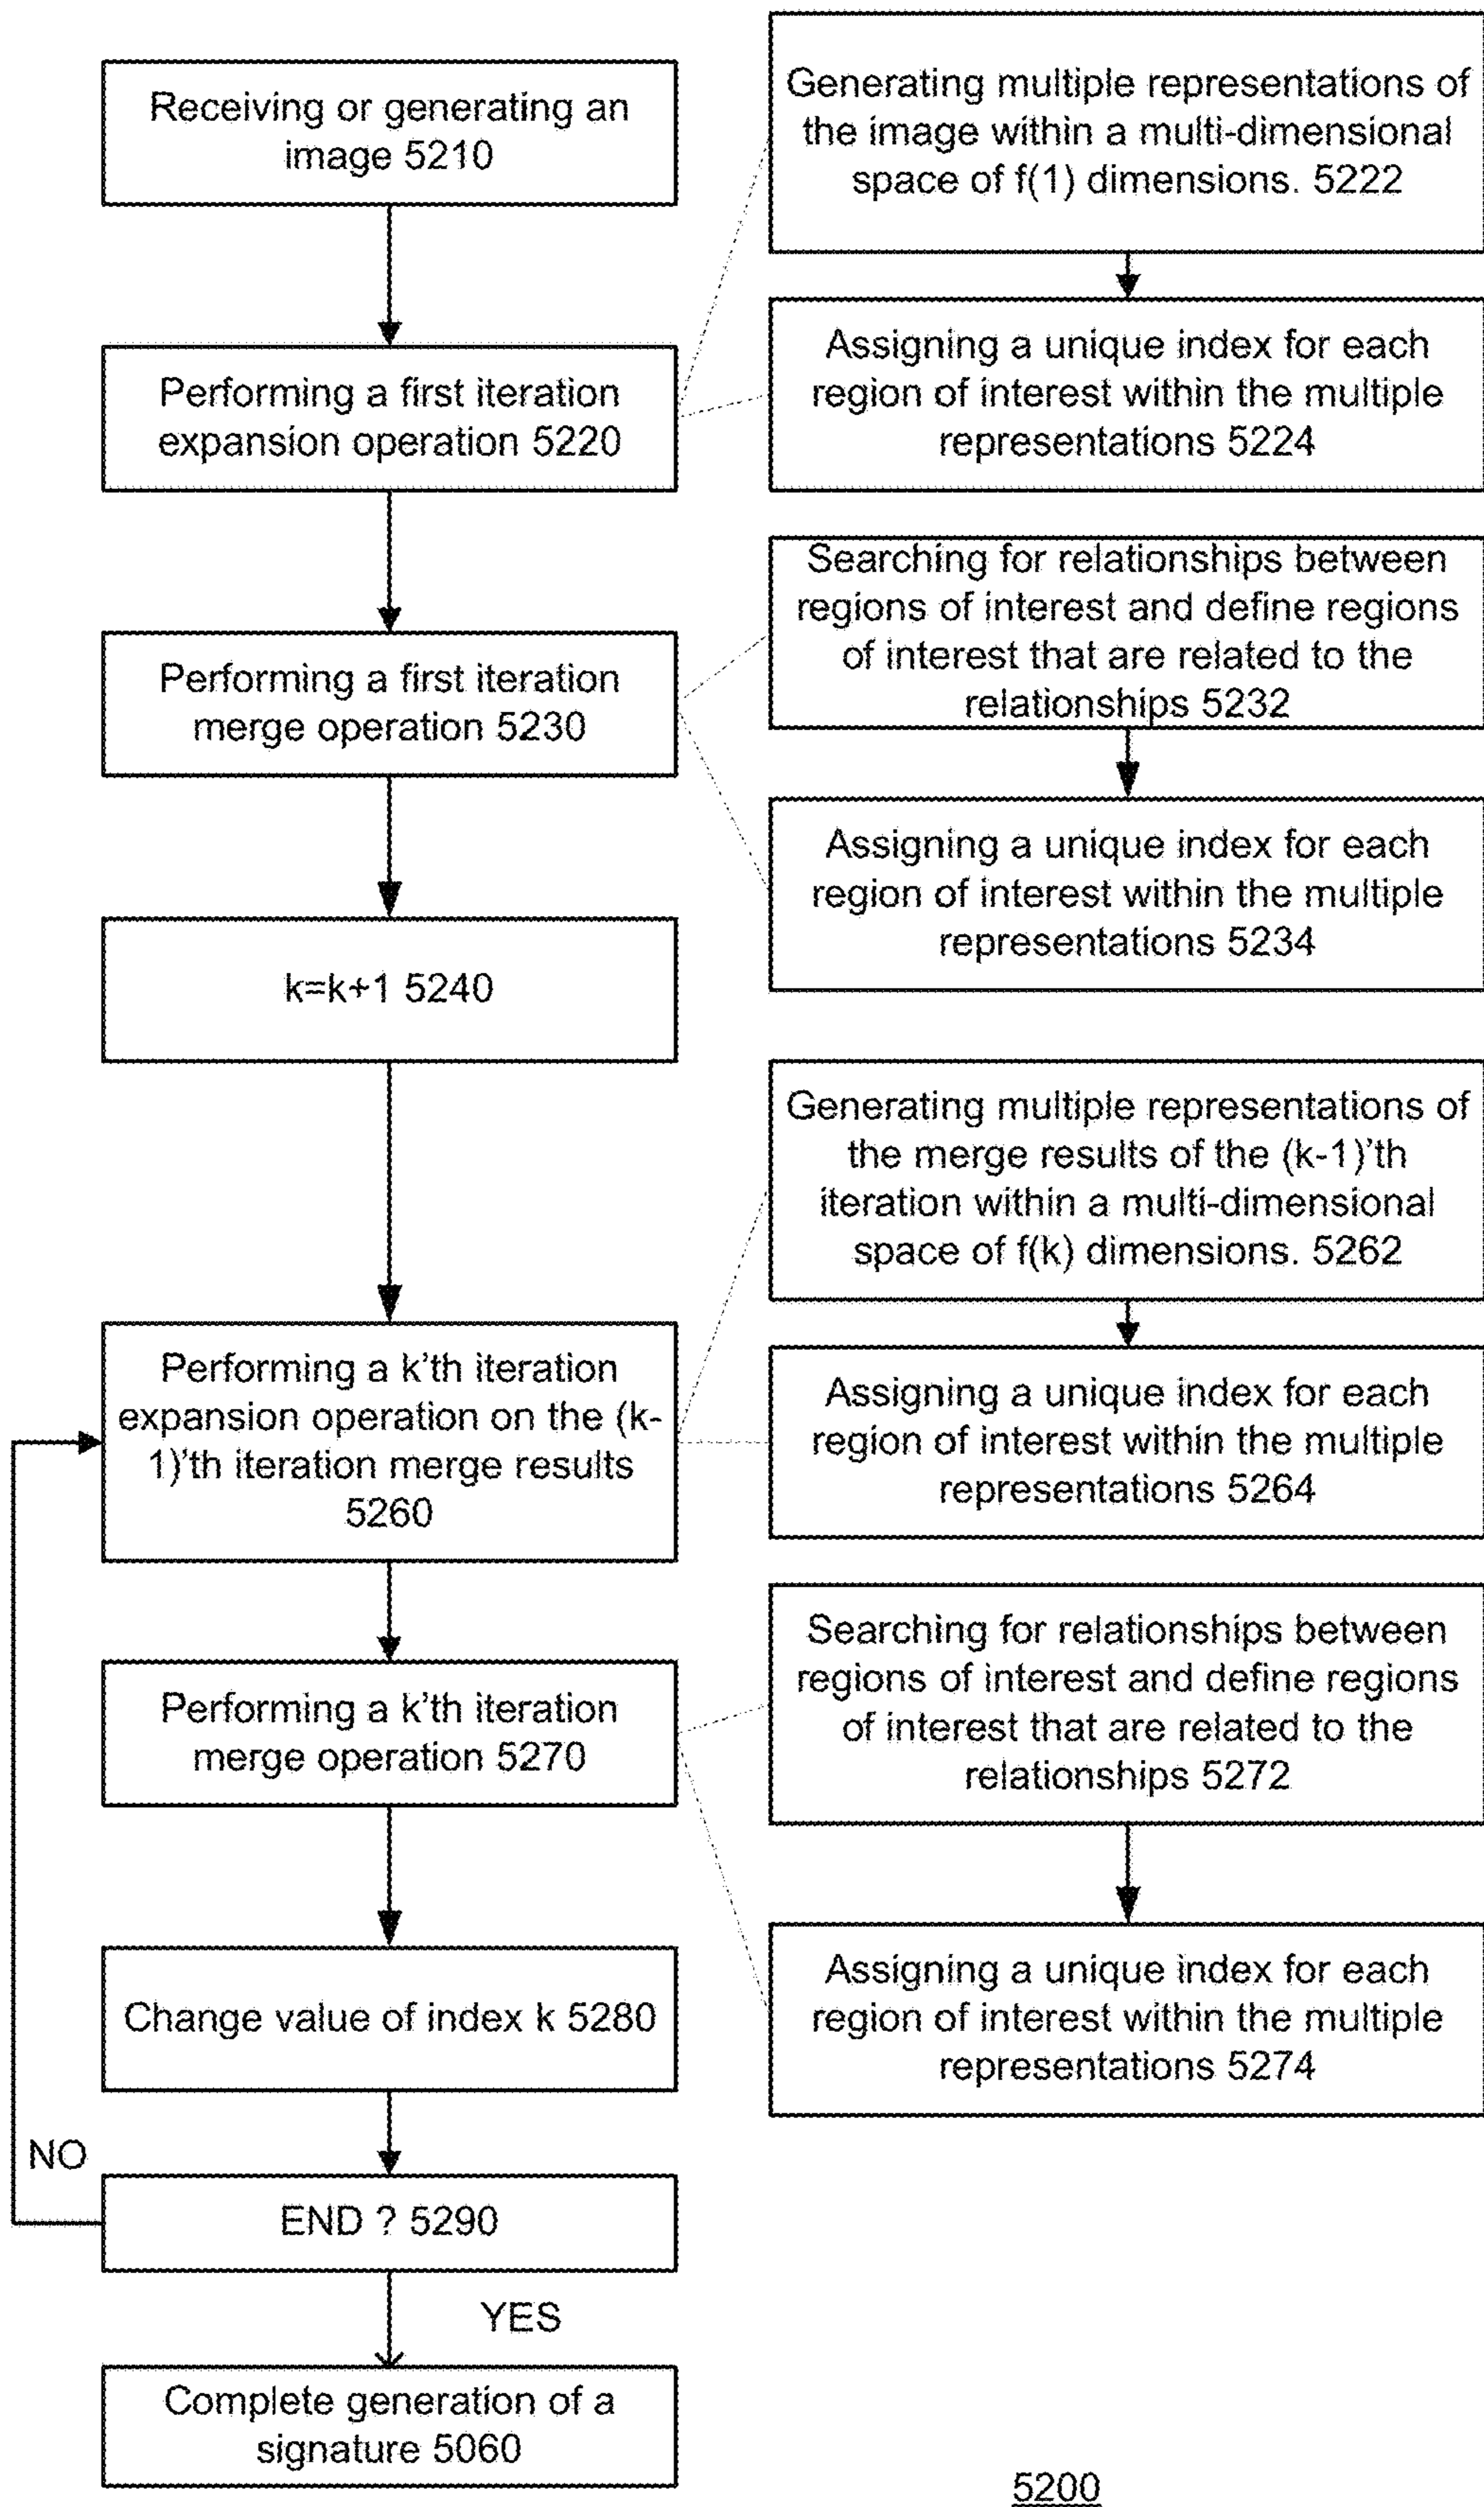 Receiving or generating an
image 5210
Generating multiple representations of
the image within a multi-dimensional
space of f(1) dimensions. 5222
Performing a first iteration
expansion operation 5220
Assigning a unique index for each
region of interest within the multiple
representations 5224
Performing a first iteration
merge operation 5230
Searching for relationships between
regions of interest and define regions
of interest that are related to the
relationships 5232
Assigning a unique index for each
region of interest within the multiple
representations 5234
k=k+1 5240
Generating multiple representations of
the merge results of the (k-1)'th
iteration within a multi-dimensional
space of f(k) dimensions. 5262
Performing a k'th iteration
expansion operation on the (k-
1)'th iteration merge results
5260
Assigning a unique index for each
region of interest within the multiple
representations 5264
Performing a k'th iteration
merge operation 5270
Searching for relationships between
regions of interest and define regions
of interest that are related to the
relationships 5272
Change value of index k 5280
Assigning a unique index for each
region of interest within the multiple
representations 5274
NO
END ? 5290
YES
Complete generation of a
signature 5060
5200